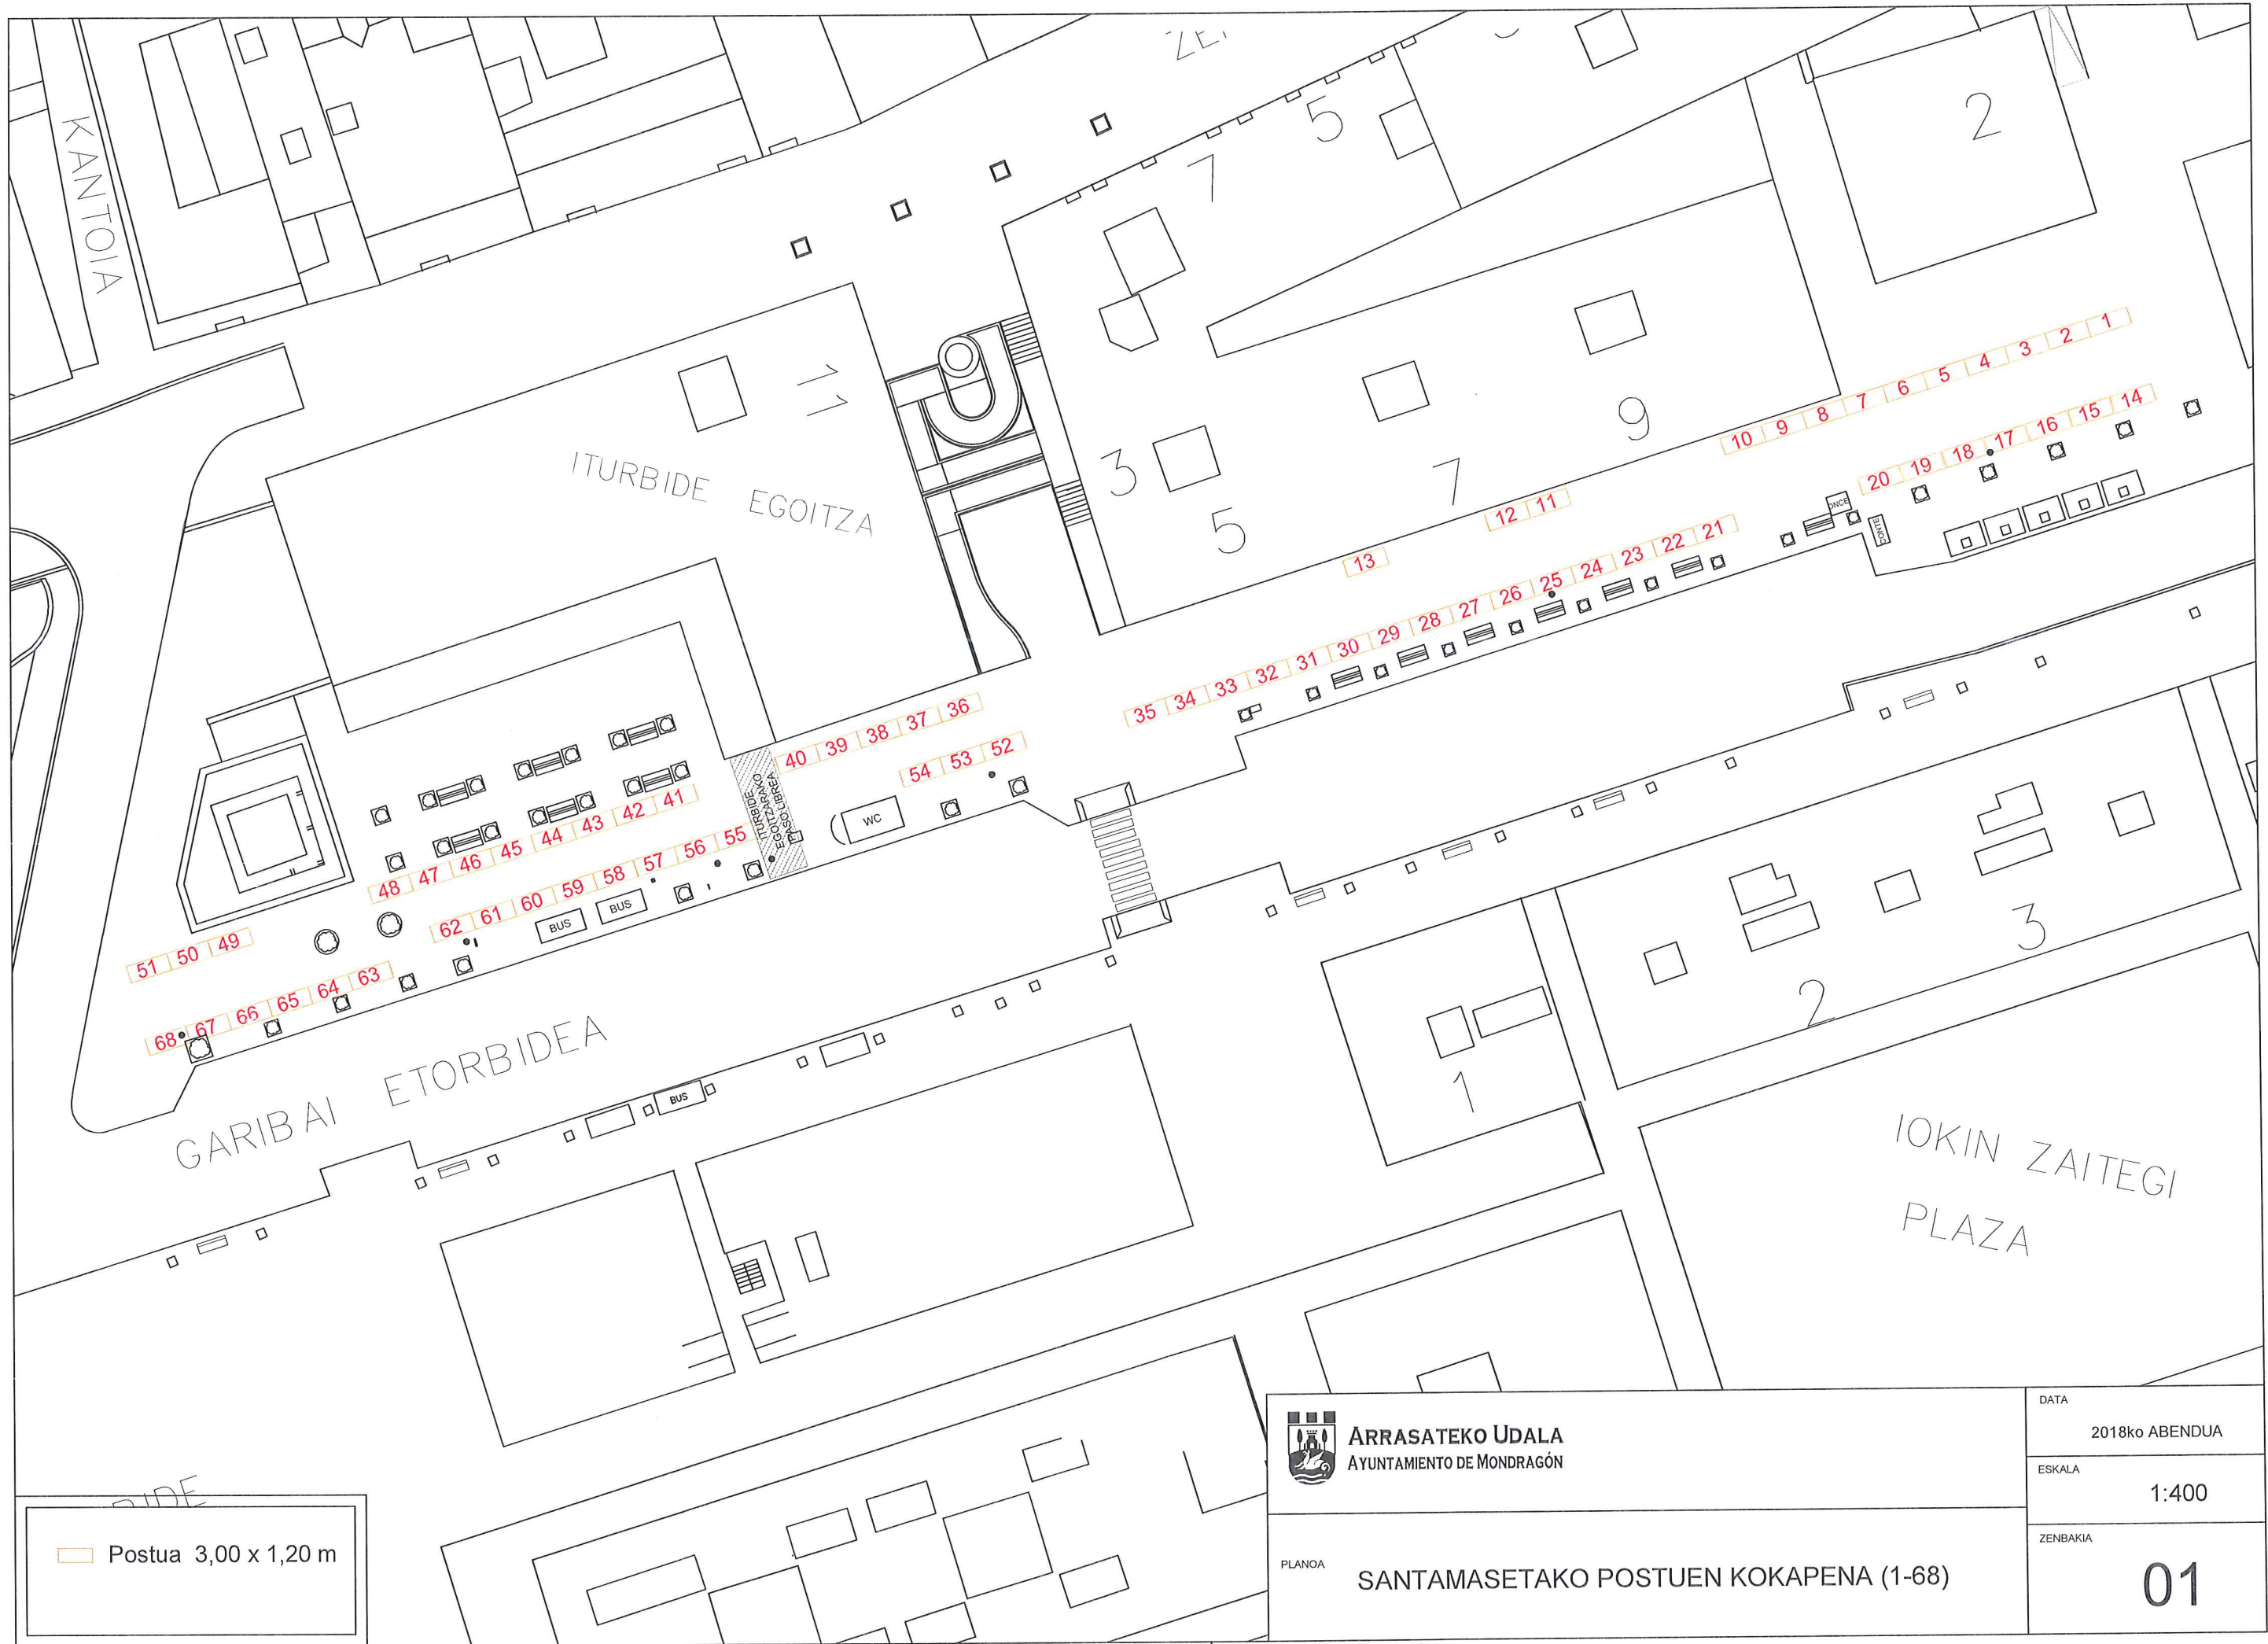 KANTOIA
7
5
2
11
ITURBIDE EGOITZA
3
5
7
9
10 9 8 7 6 5 4 3 2 1
20 19 18 17 16 15 14
12 11
13
ONCE
CONTE
35 34 33 32 31 30 29 28 27 26 25 24 23 22 21
40 39 38 37 36
54 53 52
WC
ITURBIDE
EGOITZARAKO
PASO LIBREA
48 47 46 45 44 43 42 41
62 61 60 59 58 57 56 55
BUS
BUS
51 50 49
68 67 66 65 64 63
GARIBAI ETORBIDEA
BUS
1
2
3
IOKIN ZAITEGI
PLAZA
Postua 3,00 x 1,20 m
ARRASATEKO UDALA
AYUNTAMIENTO DE MONDRAGÓN
PLANOA
SANTAMASETAKO POSTUEN KOKAPENA (1-68)
DATA
2018ko ABENDUA
ESKALA
1:400
ZENBAKIA
01